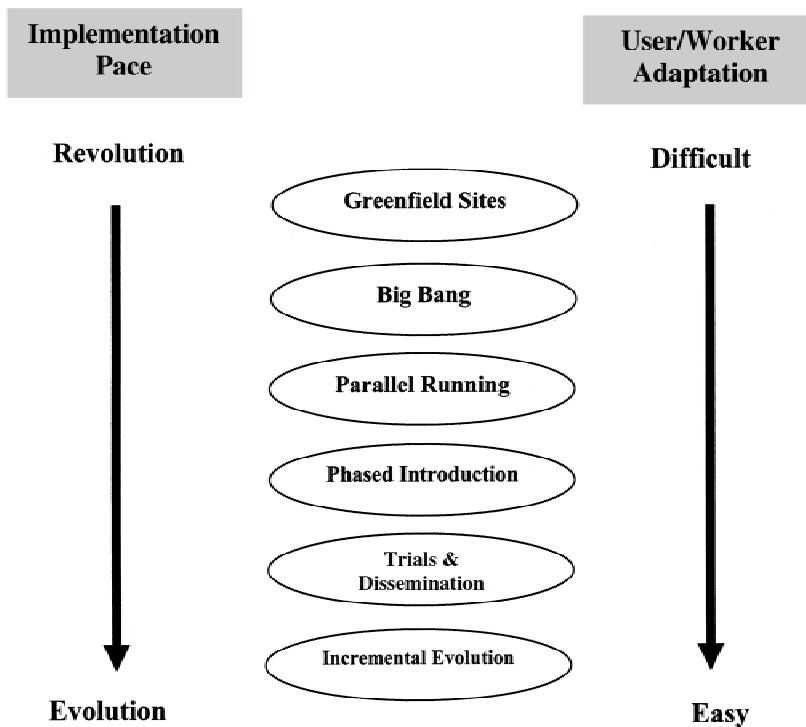 Implementation
Pace
User/Worker
Adaptation
Revolution
Difficult
Greenfield Sites
Big Bang
Parallel Running
Phased Introduction
Trials &
Dissemination
Incremental Evolution
Evolution
Easy